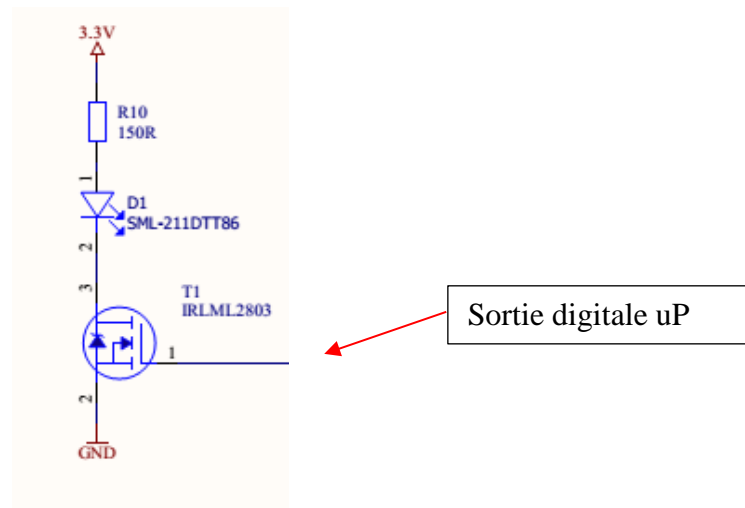 3.3V
R10
150R
1
D1
SML-211DTT86
2
3
T1
IRLML2803
Sortie digitale uP
1
2
GND